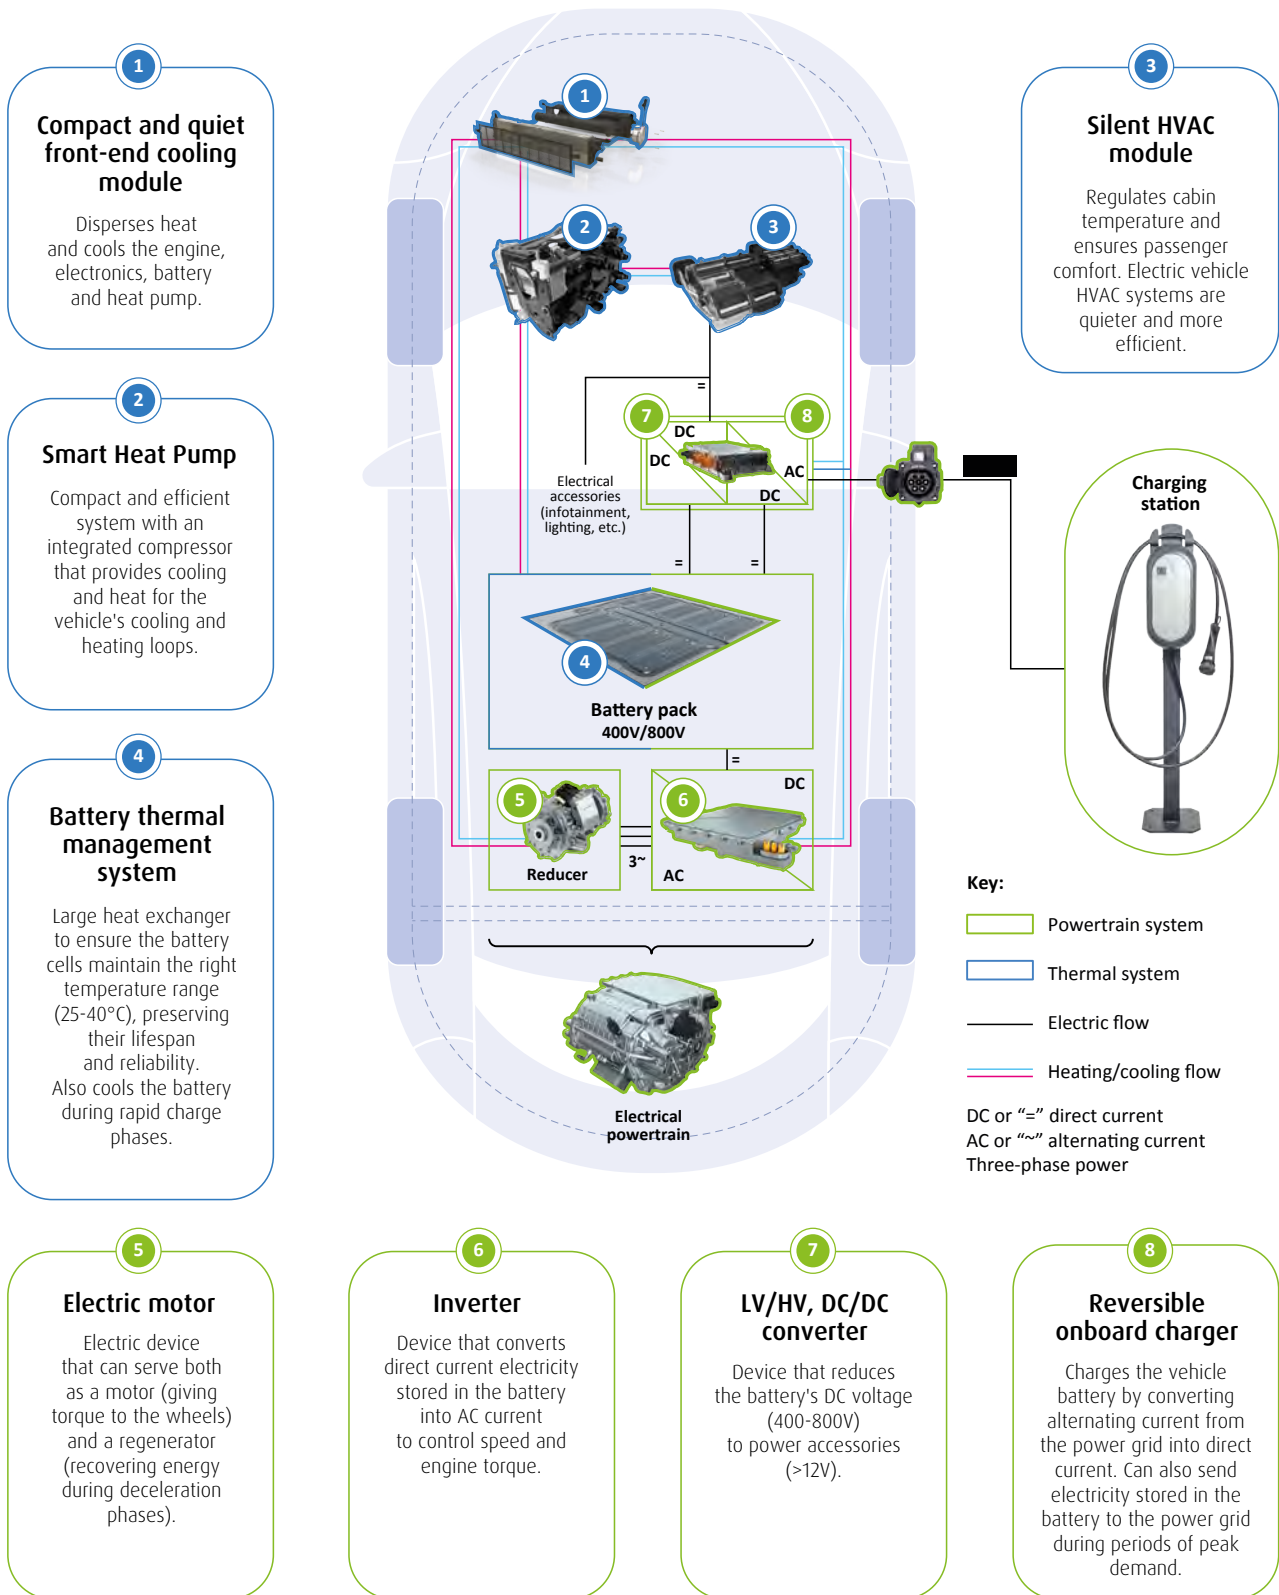 1
Compact and quiet
front-end cooling
module
Disperses heat
and cools the engine,
electronics, battery
and heat pump.
2
Smart Heat Pump
Compact and efficient
system with an
integrated compressor
that provides cooling
and heat for the
vehicle's cooling and
heating loops.
4
Battery thermal
management
system
Large heat exchanger
to ensure the battery
cells maintain the right
temperature range
(25-40°C), preserving
their lifespan
and reliability.
Also cools the battery
during rapid charge
phases.
1
2
3
=
7
8
DC
DC
AC
DC
Electrical
accessories
(infotainment,
lighting, etc.)
=
=
4
Battery pack
400V/800V
=
5
Reducer
3~
6
DC
AC
Electrical
powertrain
3
Silent HVAC
module
Regulates cabin
temperature and
ensures passenger
comfort. Electric vehicle
HVAC systems are
quieter and more
efficient.
Charging
station
Key:
Powertrain system
Thermal system
Electric flow
Heating/cooling flow
DC or “=” direct current
AC or “~” alternating current
Three-phase power
5
Electric motor
Electric device
that can serve both
as a motor (giving
torque to the wheels)
and a regenerator
(recovering energy
during deceleration
phases).
6
Inverter
Device that converts
direct current electricity
stored in the battery
into AC current
to control speed and
engine torque.
7
LV/HV, DC/DC
converter
Device that reduces
the battery's DC voltage
(400-800V)
to power accessories
(>12V).
8
Reversible
onboard charger
Charges the vehicle
battery by converting
alternating current from
the power grid into direct
current. Can also send
electricity stored in the
battery to the power grid
during periods of peak
demand.